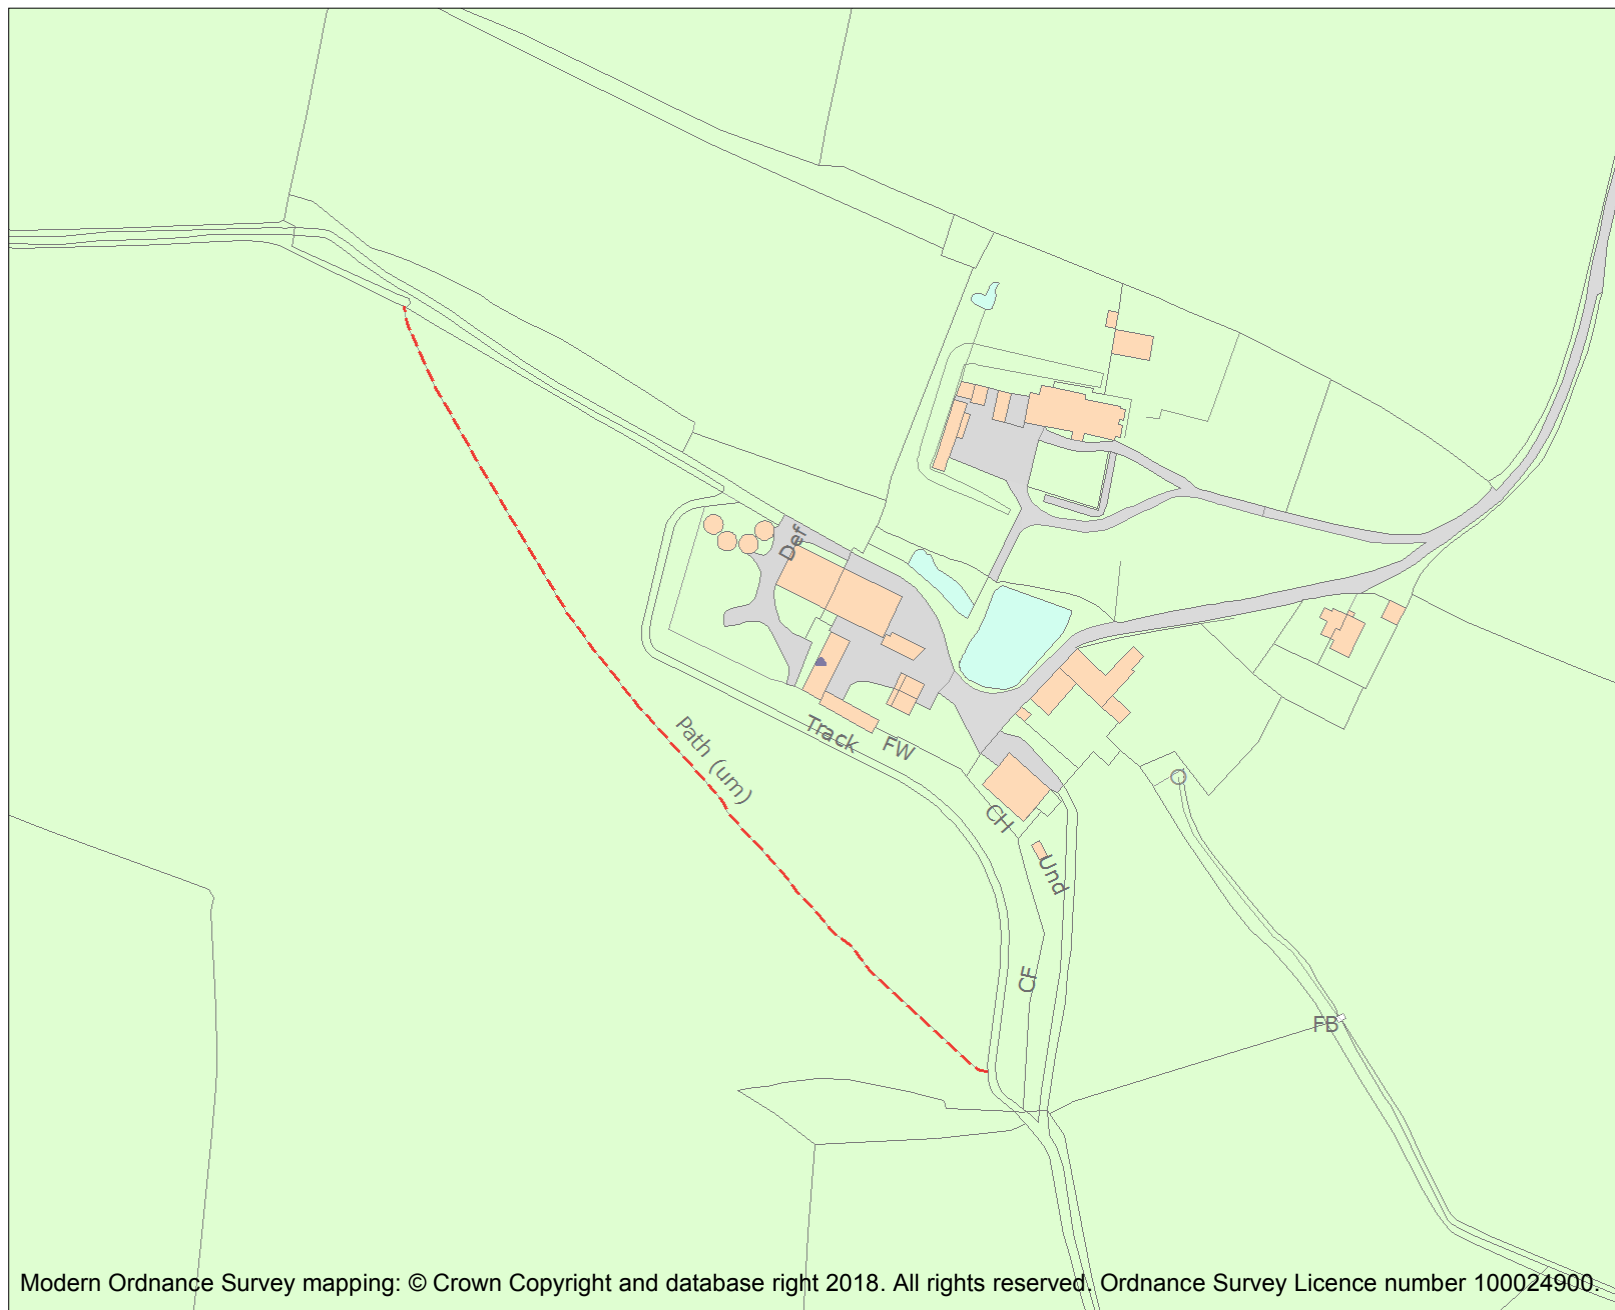 Def
Path (um)
Track
FW
CH
Und
CF
FB
Modern Ordnance Survey mapping: © Crown Copyright and database right 2018. All rights reserved. Ordnance Survey Licence number 100024900.